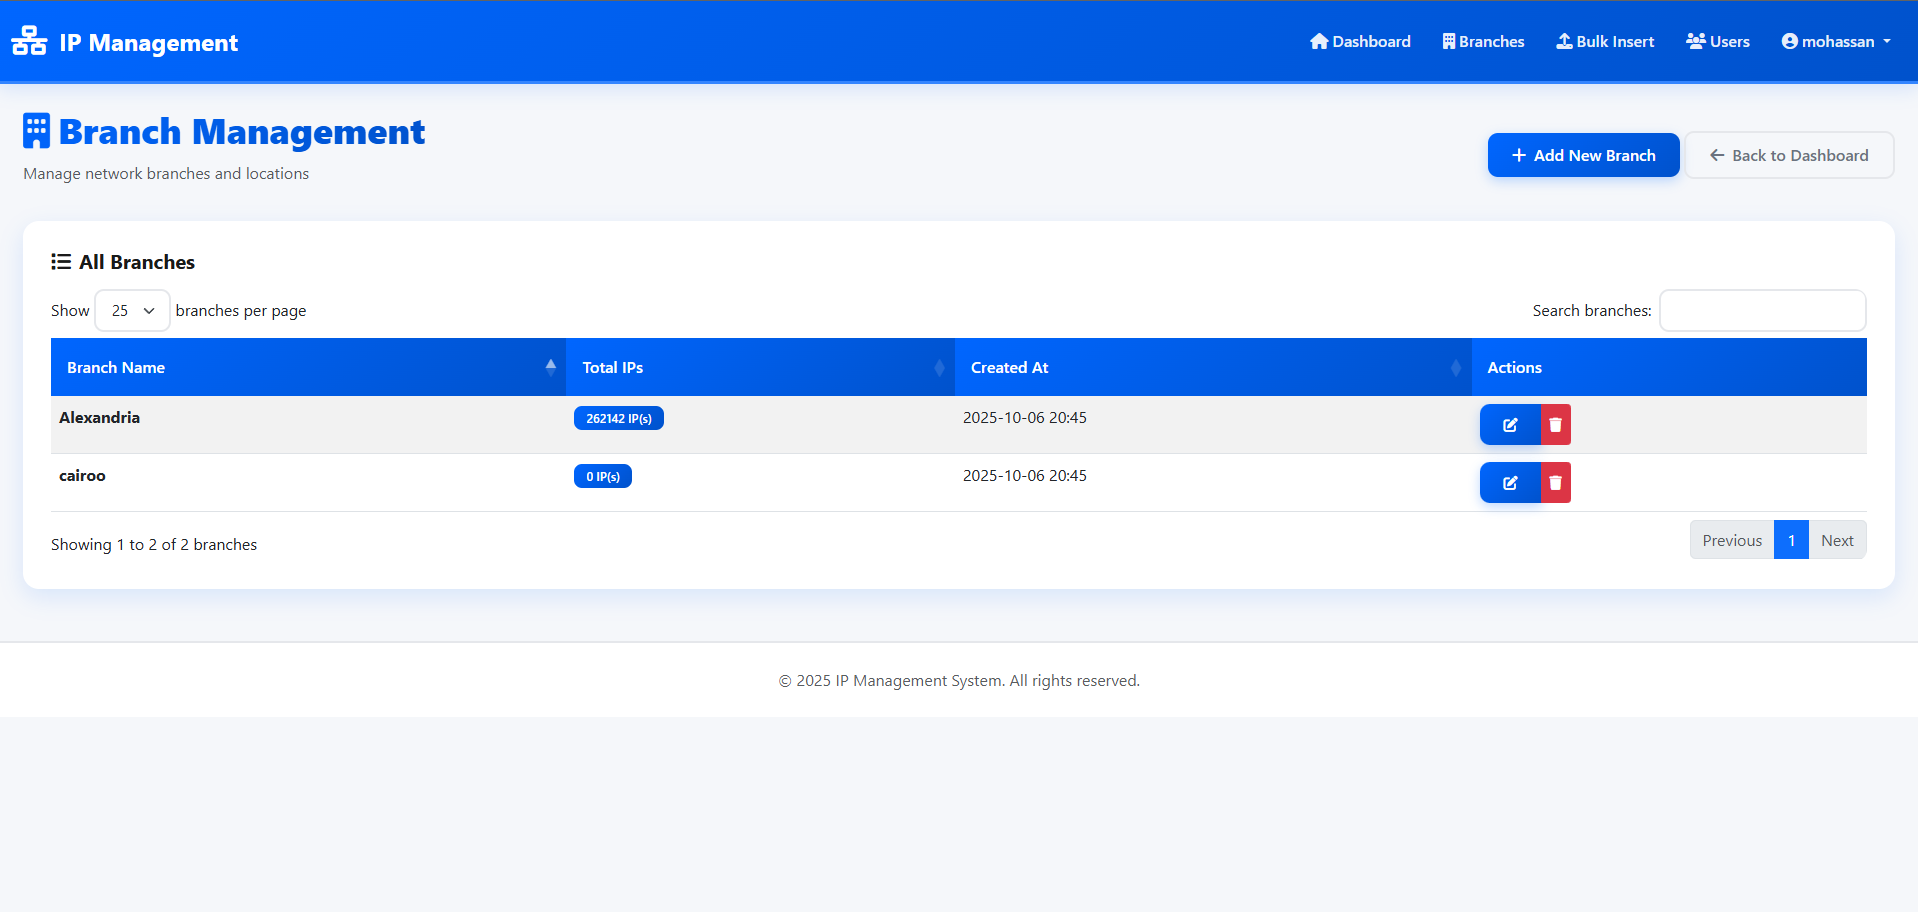 IP Management
Dashboard Branches Bulk Insert Users mohassan
Branch Management
Manage network branches and locations
Add New Branch Back to Dashboard
All Branches
Show 25 branches per page Search branches:
Branch Name Total IPs Created At Actions
Alexandria 262142 IP(s) 2025-10-06 20:45
cairoo 0 IP(s) 2025-10-06 20:45
Showing 1 to 2 of 2 branches
Previous 1 Next
© 2025 IP Management System. All rights reserved.